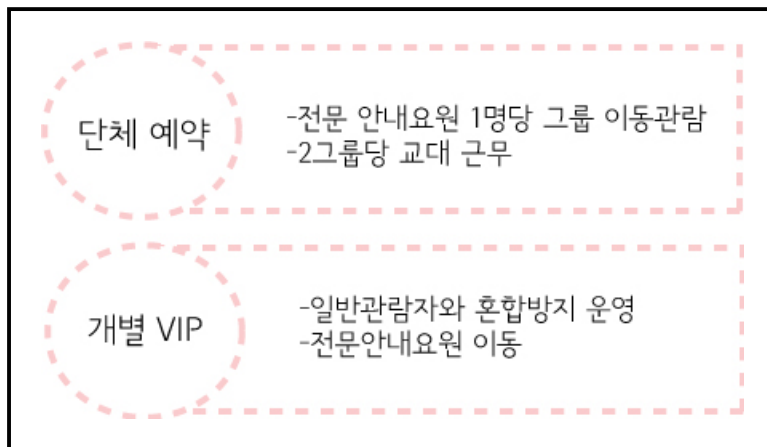 단체 예약
-전문 안내요원 1명당 그룹 이동관람
-2그룹당 교대 근무
개별 VIP
-일반관람자와 혼합방지 운영
-전문안내요원 이동